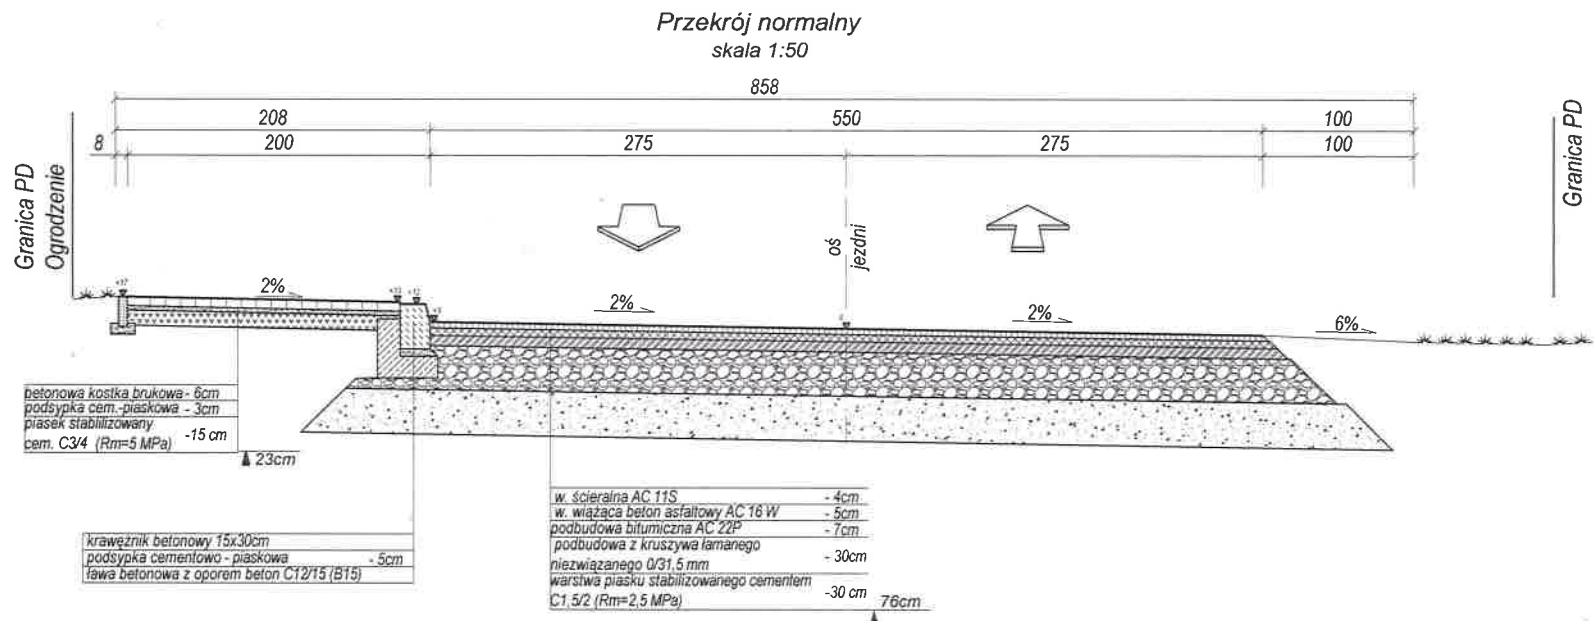 Przekrój normalny
skala 1:50
858
208 550 100
8 200 275 275 100
Granica PD
Ogrodzenie
Granica PD
oś
jezdni
2%
2%
2%
6%
betonowa kostka brukowa - 6cm
podsypka cem.-piaskowa - 3cm
piasek stabilizowany
cem. C3/4 (Rm=5 MPa) -15 cm
23cm
krawężnik betonowy 15x30cm
podsypka cementowo - piaskowa - 5cm
ława betonowa z oporem beton C12/15 (B15)
w. ścieralna AC 11S - 4cm
w. wiążąca beton asfaltowy AC 16 W - 5cm
podbudowa bitumiczna AC 22P - 7cm
podbudowa z kruszywa łamanego
niezwiązanego 0/31,5 mm - 30cm
warstwa piasku stabilizowanego cementem
C1,5/2 (Rm=2,5 MPa) -30 cm
76cm